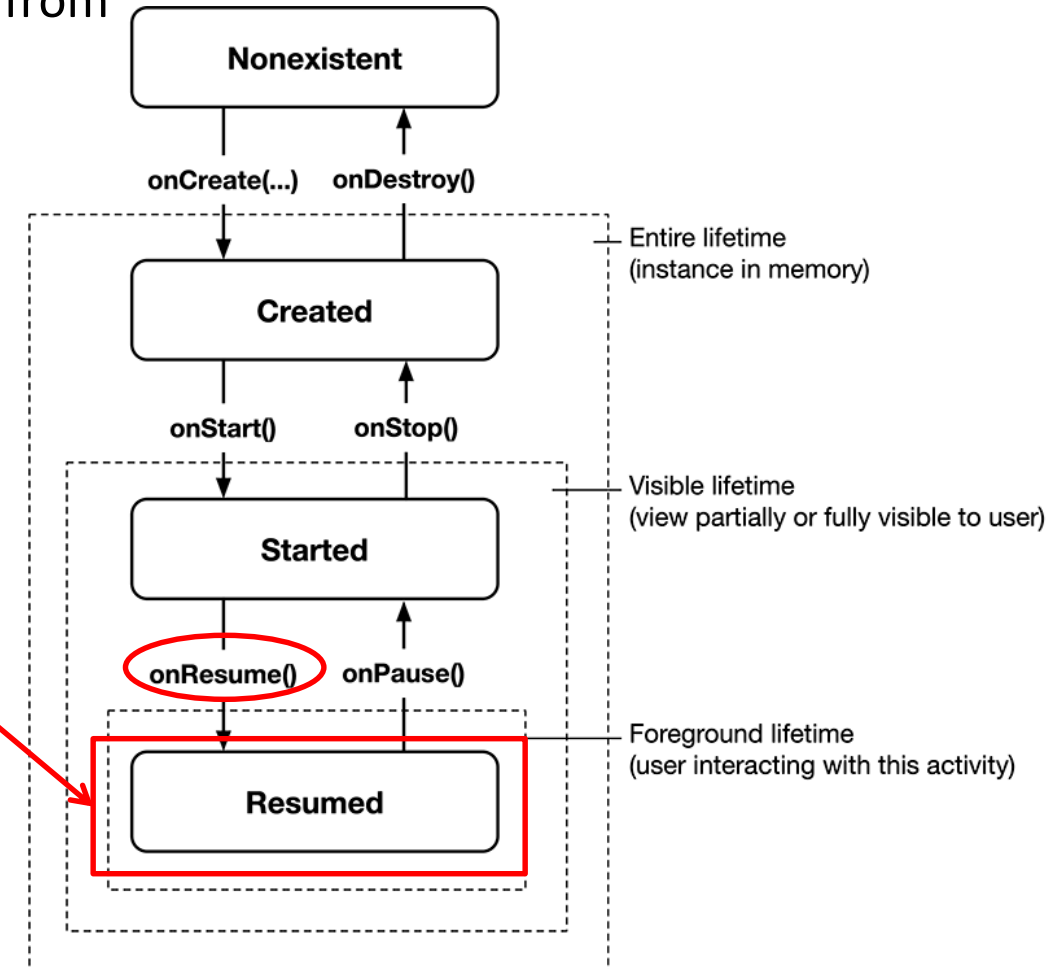 from
Nonexistent
onCreate(...) onDestroy()
Entire lifetime
(instance in memory)
Created
onStart() onStop()
Visible lifetime
(view partially or fully visible to user)
Started
onResume() onPause()
Foreground lifetime
(user interacting with this activity)
Resumed